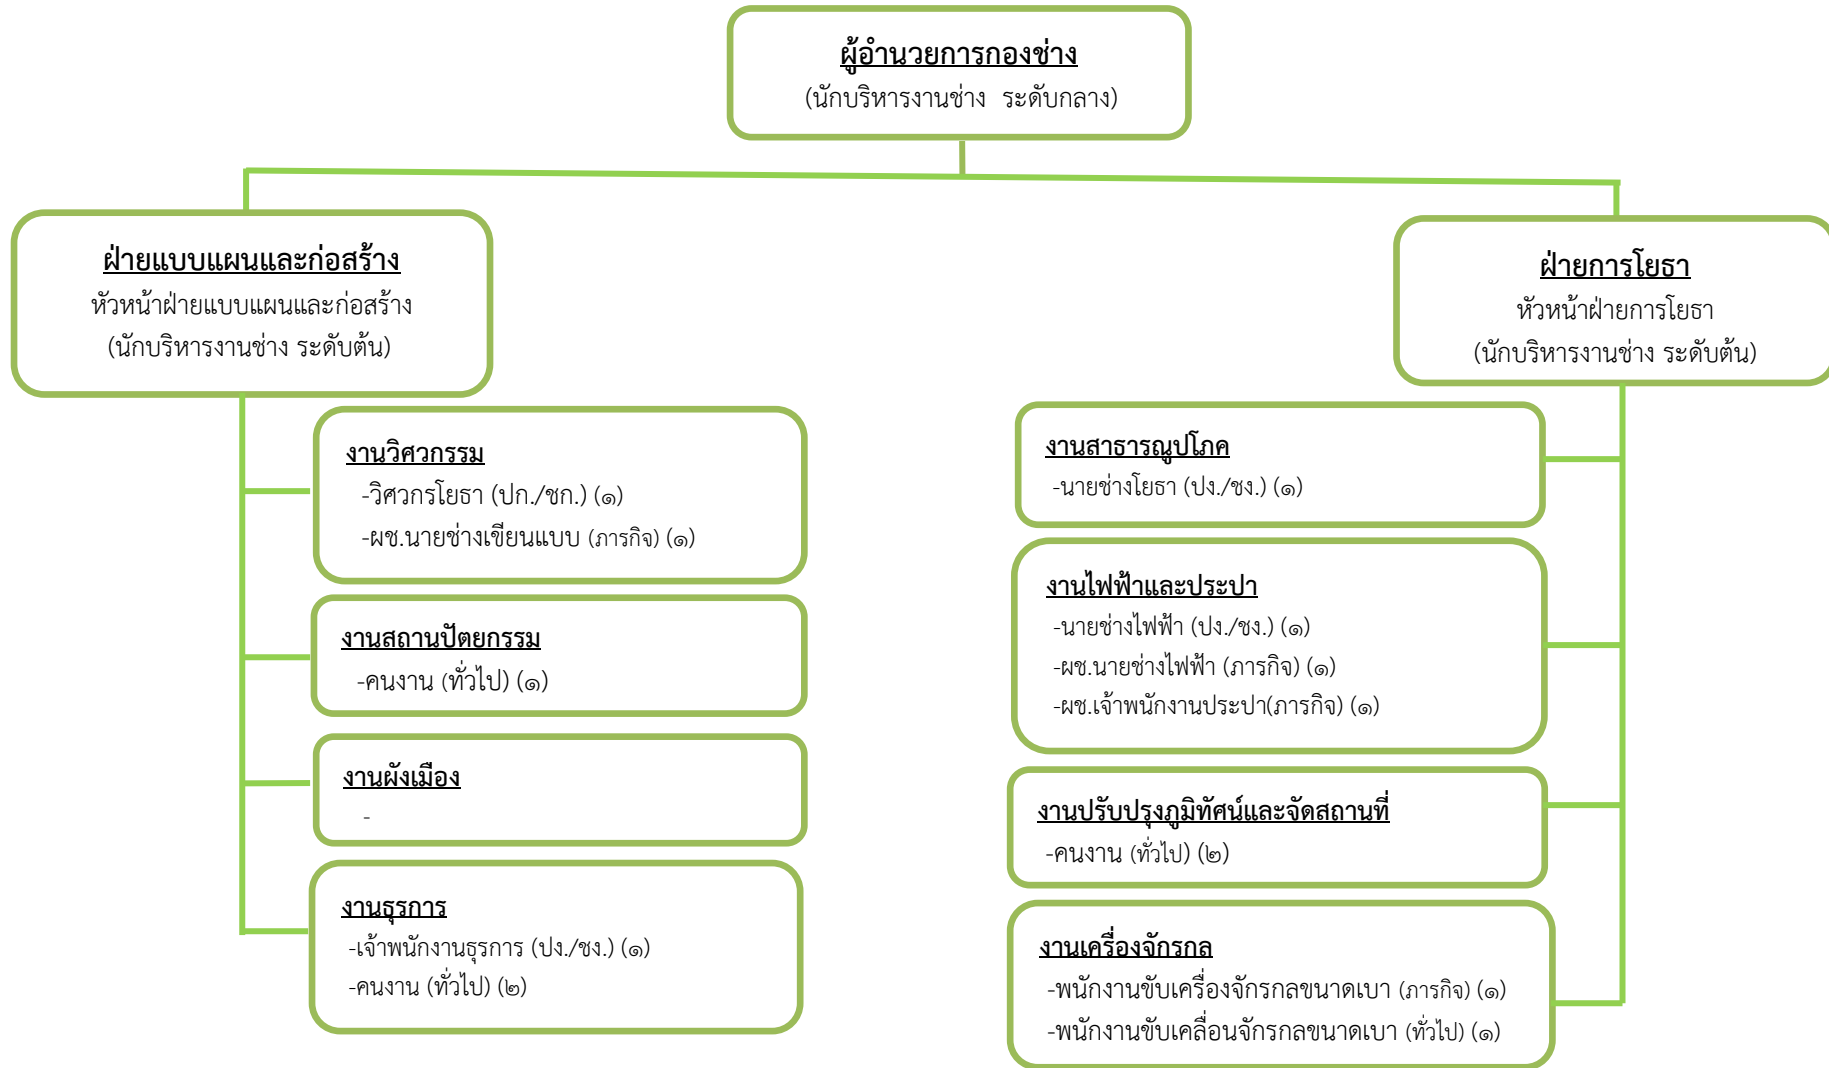 ผู้อำนวยการกองช่าง
(นักบริหารงานช่าง ระดับกลาง)
ฝ่ายแบบแผนและก่อสร้าง
หัวหน้าฝ่ายแบบแผนและก่อสร้าง
(นักบริหารงานช่าง ระดับต้น)
งานวิศวกรรม
-วิศวกรโยธา (ปก./ชก.) (๑)
-ผช.นายช่างเขียนแบบ (ภารกิจ) (๑)
งานสถานปัตยกรรม
-คนงาน (ทั่วไป) (๑)
งานผังเมือง
-
งานธุรการ
-เจ้าพนักงานธุรการ (ปง./ชง.) (๑)
-คนงาน (ทั่วไป) (๒)
ฝ่ายการโยธา
หัวหน้าฝ่ายการโยธา
(นักบริหารงานช่าง ระดับต้น)
งานสาธารณูปโภค
-นายช่างโยธา (ปง./ชง.) (๑)
งานไฟฟ้าและประปา
-นายช่างไฟฟ้า (ปง./ชง.) (๑)
-ผช.นายช่างไฟฟ้า (ภารกิจ) (๑)
-ผช.เจ้าพนักงานประปา(ภารกิจ) (๑)
งานปรับปรุงภูมิทัศน์และจัดสถานที่
-คนงาน (ทั่วไป) (๒)
งานเครื่องจักรกล
-พนักงานขับเครื่องจักรกลขนาดเบา (ภารกิจ) (๑)
-พนักงานขับเคลื่อนจักรกลขนาดเบา (ทั่วไป) (๑)